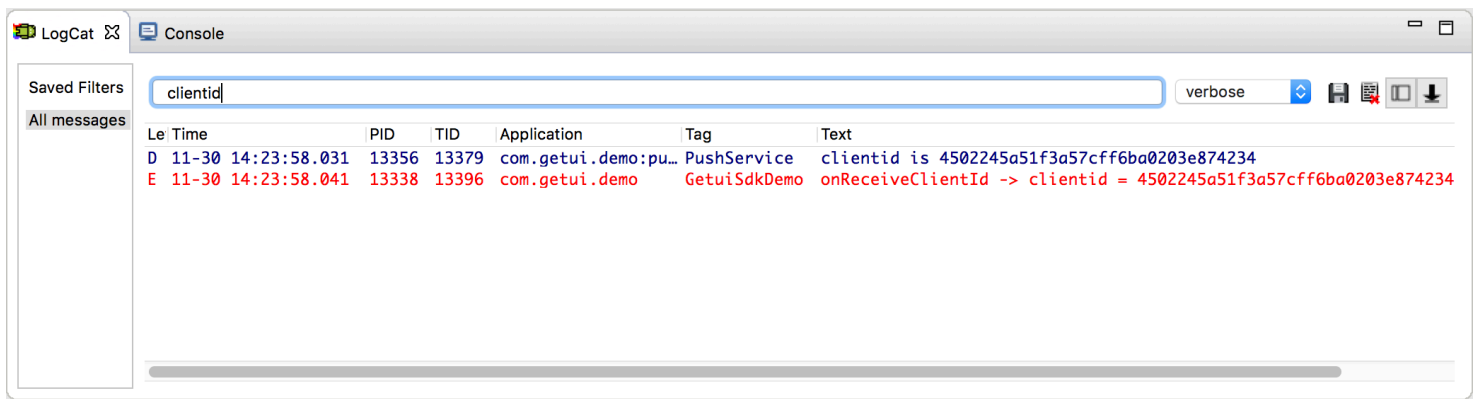 LogCat Console
Saved Filters
All messages
clientid
verbose
Le Time PID TID Application Tag Text
D 11-30 14:23:58.031 13356 13379 com.getui.demo:pu… PushService clientid is 4502245a51f3a57cff6ba0203e874234
E 11-30 14:23:58.041 13338 13396 com.getui.demo GetuiSdkDemo onReceiveClientId -> clientid = 4502245a51f3a57cff6ba0203e874234